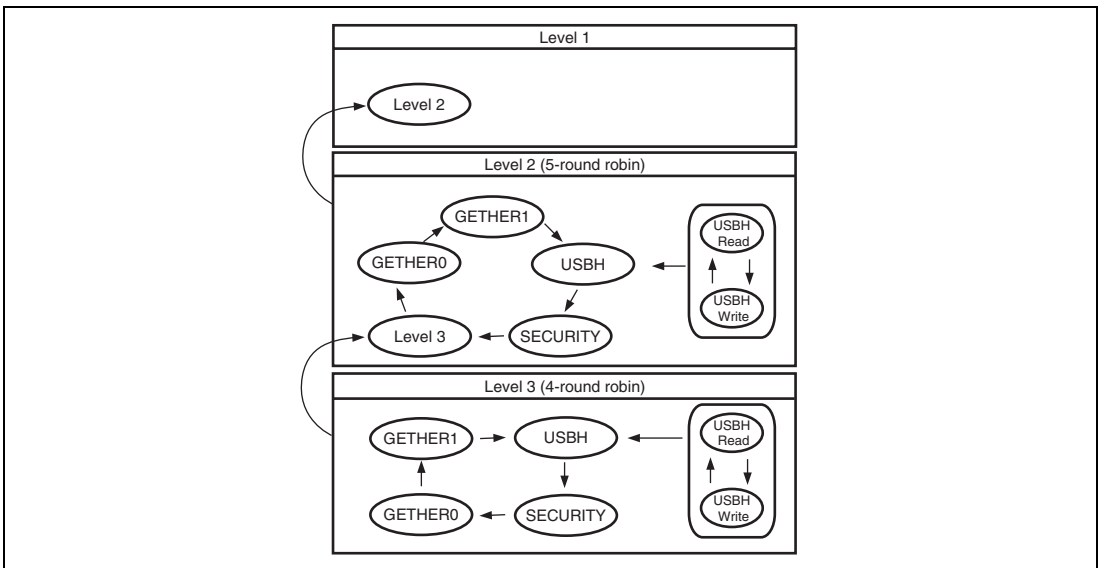 Level 1
Level 2
Level 2 (5-round robin)
GETHER1
GETHER0
USBH
Level 3
SECURITY
USBH
Read
USBH
Write
Level 3 (4-round robin)
GETHER1
USBH
GETHER0
SECURITY
USBH
Read
USBH
Write